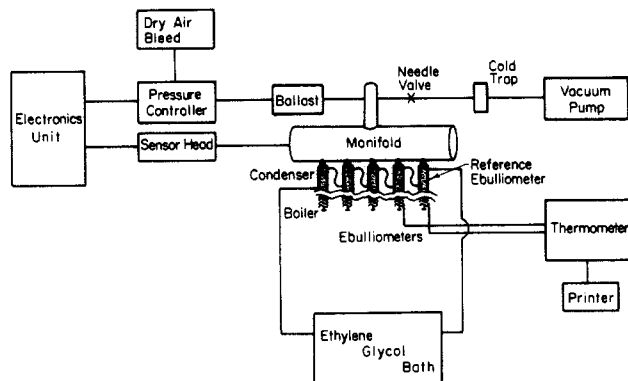 Dry Air
Bleed
Electronics
Unit
Pressure
Controller
Ballast
Needle
Valve
Cold
Trap
Vacuum
Pump
Sensor Head
Manifold
Condenser
Reference
Ebulliometer
Boiler
Ebulliometers
Thermometer
Printer
Ethylene
Glycol
Bath